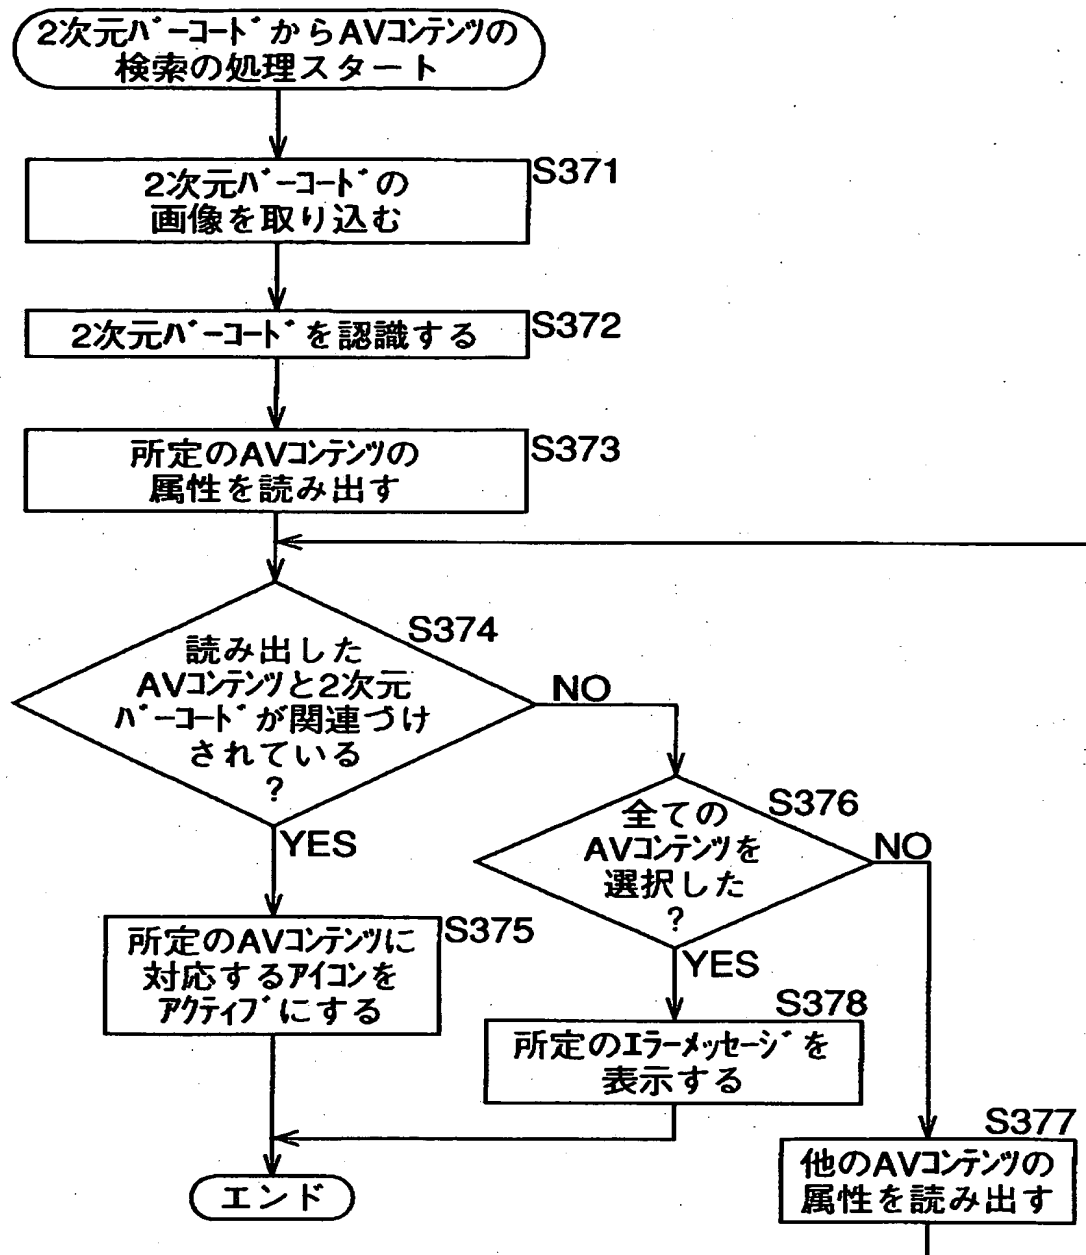 2次元バーコードからAVコンテンツの
検索の処理スタート
S371
2次元バーコードの
画像を取り込む
S372
2次元バーコードを認識する
S373
所定のAVコンテンツの
属性を読み出す
S374
読み出した
AVコンテンツと2次元
バーコードが関連づけ
されている
?
NO
YES
S376
全ての
AVコンテンツを
選択した
?
NO
YES
S375
所定のAVコンテンツに
対応するアイコンを
アクティブにする
S378
所定のエラーメッセージを
表示する
S377
他のAVコンテンツの
属性を読み出す
エンド